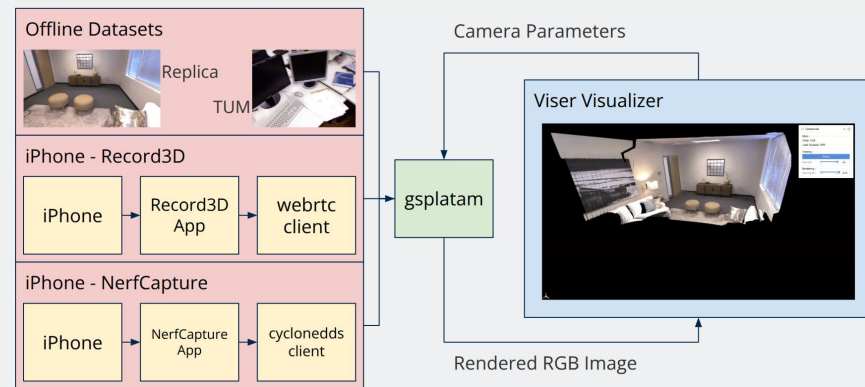 Offline Datasets
Replica
TUM
iPhone - Record3D
iPhone
Record3D
App
webrtc
client
iPhone - NerfCapture
iPhone
NerfCapture
App
cyclonedds
client
gsplatam
Camera Parameters
Rendered RGB Image
Viser Visualizer